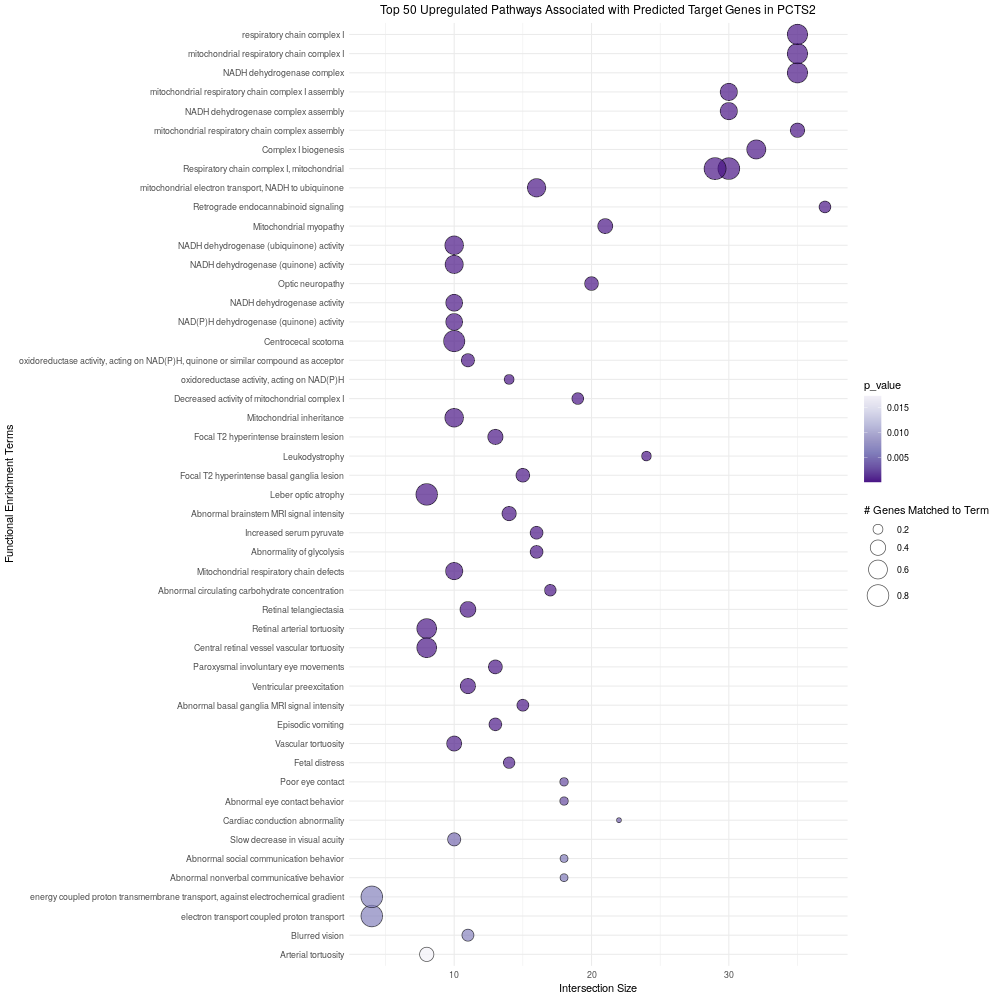 Top 50 Upregulated Pathways Associated with Predicted Target Genes in PCTS2
Functional Enrichment Terms
respiratory chain complex I
mitochondrial respiratory chain complex I
NADH dehydrogenase complex
mitochondrial respiratory chain complex I assembly
NADH dehydrogenase complex assembly
mitochondrial respiratory chain complex assembly
Complex I biogenesis
Respiratory chain complex I, mitochondrial
mitochondrial electron transport, NADH to ubiquinone
Retrograde endocannabinoid signaling
Mitochondrial myopathy
NADH dehydrogenase (ubiquinone) activity
NADH dehydrogenase (quinone) activity
Optic neuropathy
NADH dehydrogenase activity
NAD(P)H dehydrogenase (quinone) activity
Centrocecal scotoma
oxidoreductase activity, acting on NAD(P)H, quinone or similar compound as acceptor
oxidoreductase activity, acting on NAD(P)H
Decreased activity of mitochondrial complex I
Mitochondrial inheritance
Focal T2 hyperintense brainstem lesion
Leukodystrophy
Focal T2 hyperintense basal ganglia lesion
Leber optic atrophy
Abnormal brainstem MRI signal intensity
Increased serum pyruvate
Abnormality of glycolysis
Mitochondrial respiratory chain defects
Abnormal circulating carbohydrate concentration
Retinal telangiectasia
Retinal arterial tortuosity
Central retinal vessel vascular tortuosity
Paroxysmal involuntary eye movements
Ventricular preexcitation
Abnormal basal ganglia MRI signal intensity
Episodic vomiting
Vascular tortuosity
Fetal distress
Poor eye contact
Abnormal eye contact behavior
Cardiac conduction abnormality
Slow decrease in visual acuity
Abnormal social communication behavior
Abnormal nonverbal communicative behavior
energy coupled proton transmembrane transport, against electrochemical gradient
electron transport coupled proton transport
Blurred vision
Arterial tortuosity
10 20 30
Intersection Size
p_value
0.015
0.010
0.005
# Genes Matched to Term
0.2
0.4
0.6
0.8